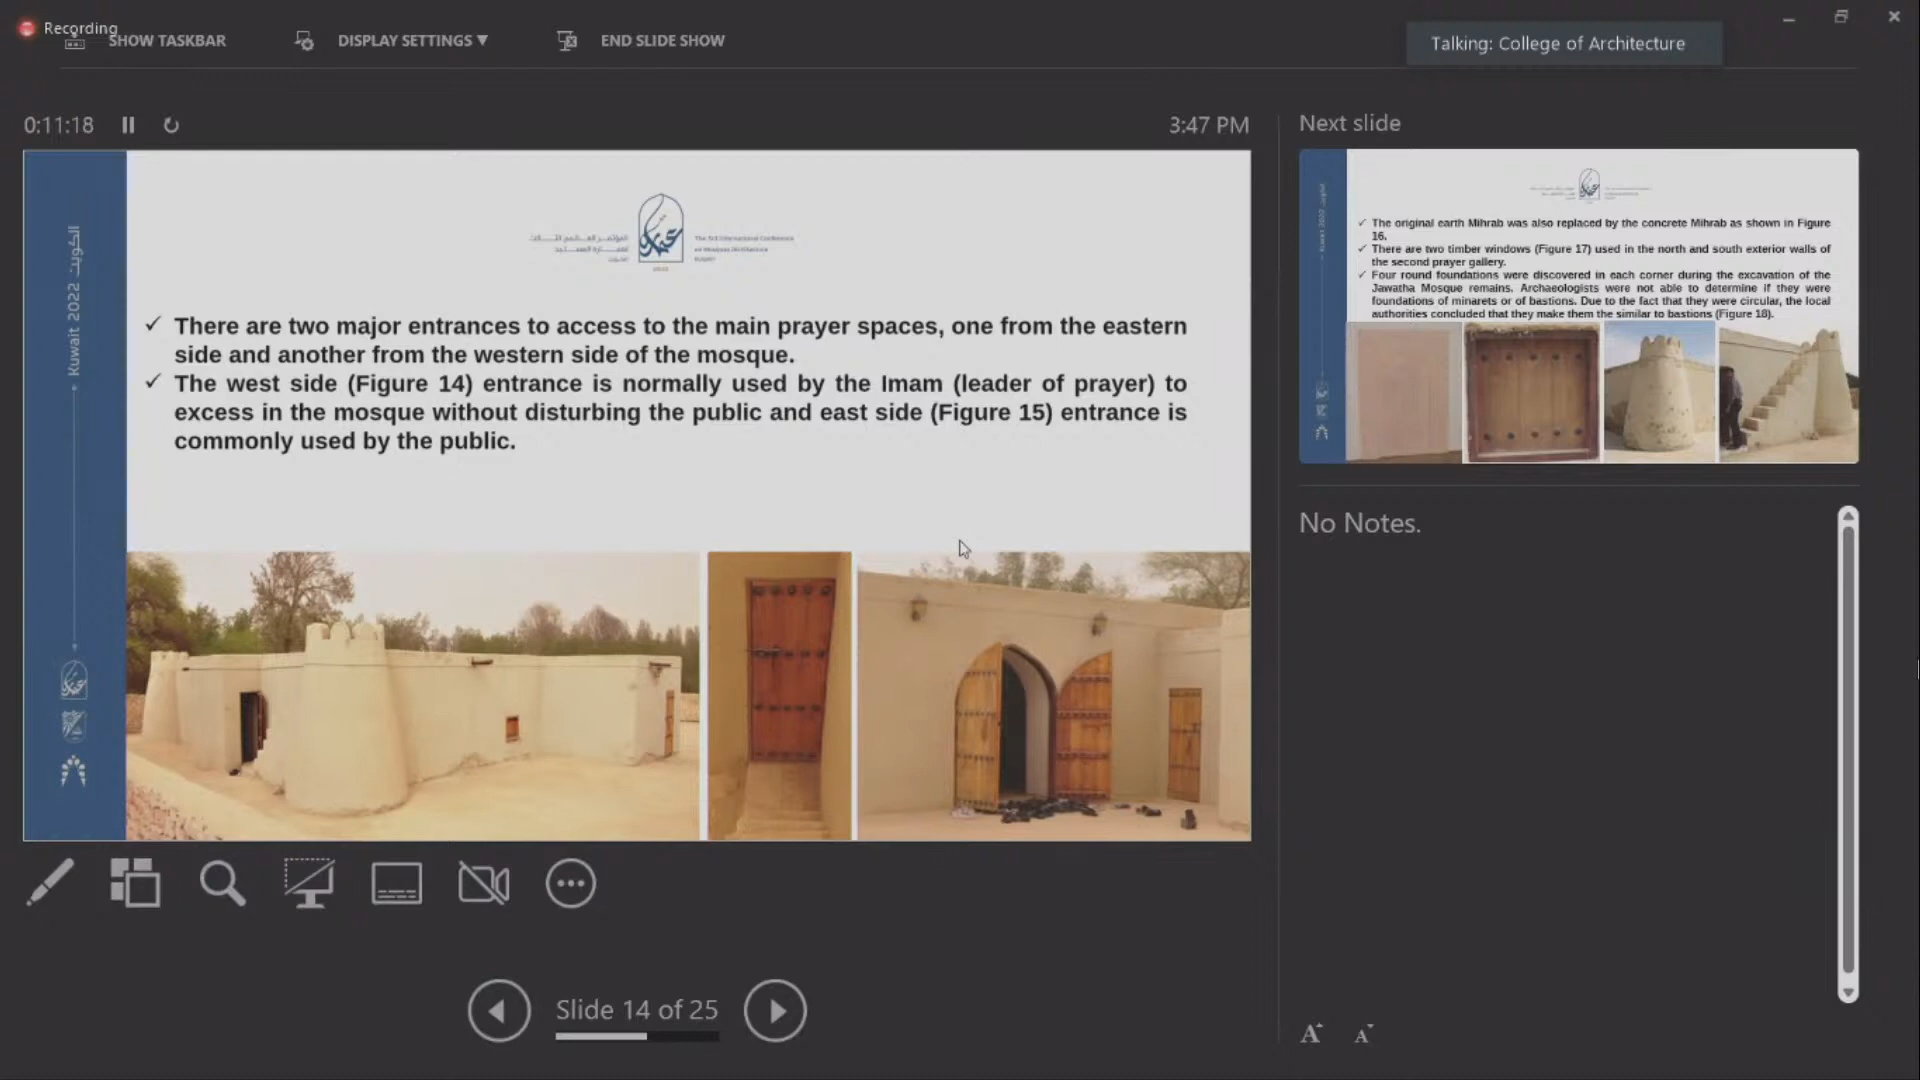 Recording
SHOW TASKBAR
DISPLAY SETTINGS ▼
END SLIDE SHOW
Talking: College of Architecture
0:11:18
3:47 PM
Next slide
الكويت Kuwait 2022
The 3rd International Conference
on Mosques Architecture
✓ There are two major entrances to access to the main prayer spaces, one from the eastern
side and another from the western side of the mosque.
✓ The west side (Figure 14) entrance is normally used by the Imam (leader of prayer) to
excess in the mosque without disturbing the public and east side (Figure 15) entrance is
commonly used by the public.
✓ The original earth Mihrab was also replaced by the concrete Mihrab as shown in Figure
16.
✓ There are two timber windows (Figure 17) used in the north and south exterior walls of
the second prayer gallery.
✓ Four round foundations were discovered in each corner during the excavation of the
Jawatha Mosque remains. Archaeologists were not able to determine if they were
foundations of minarets or of bastions. Due to the fact that they were circular, the local
authorities concluded that they make them the similar to bastions (Figure 18).
No Notes.
Slide 14 of 25
A A